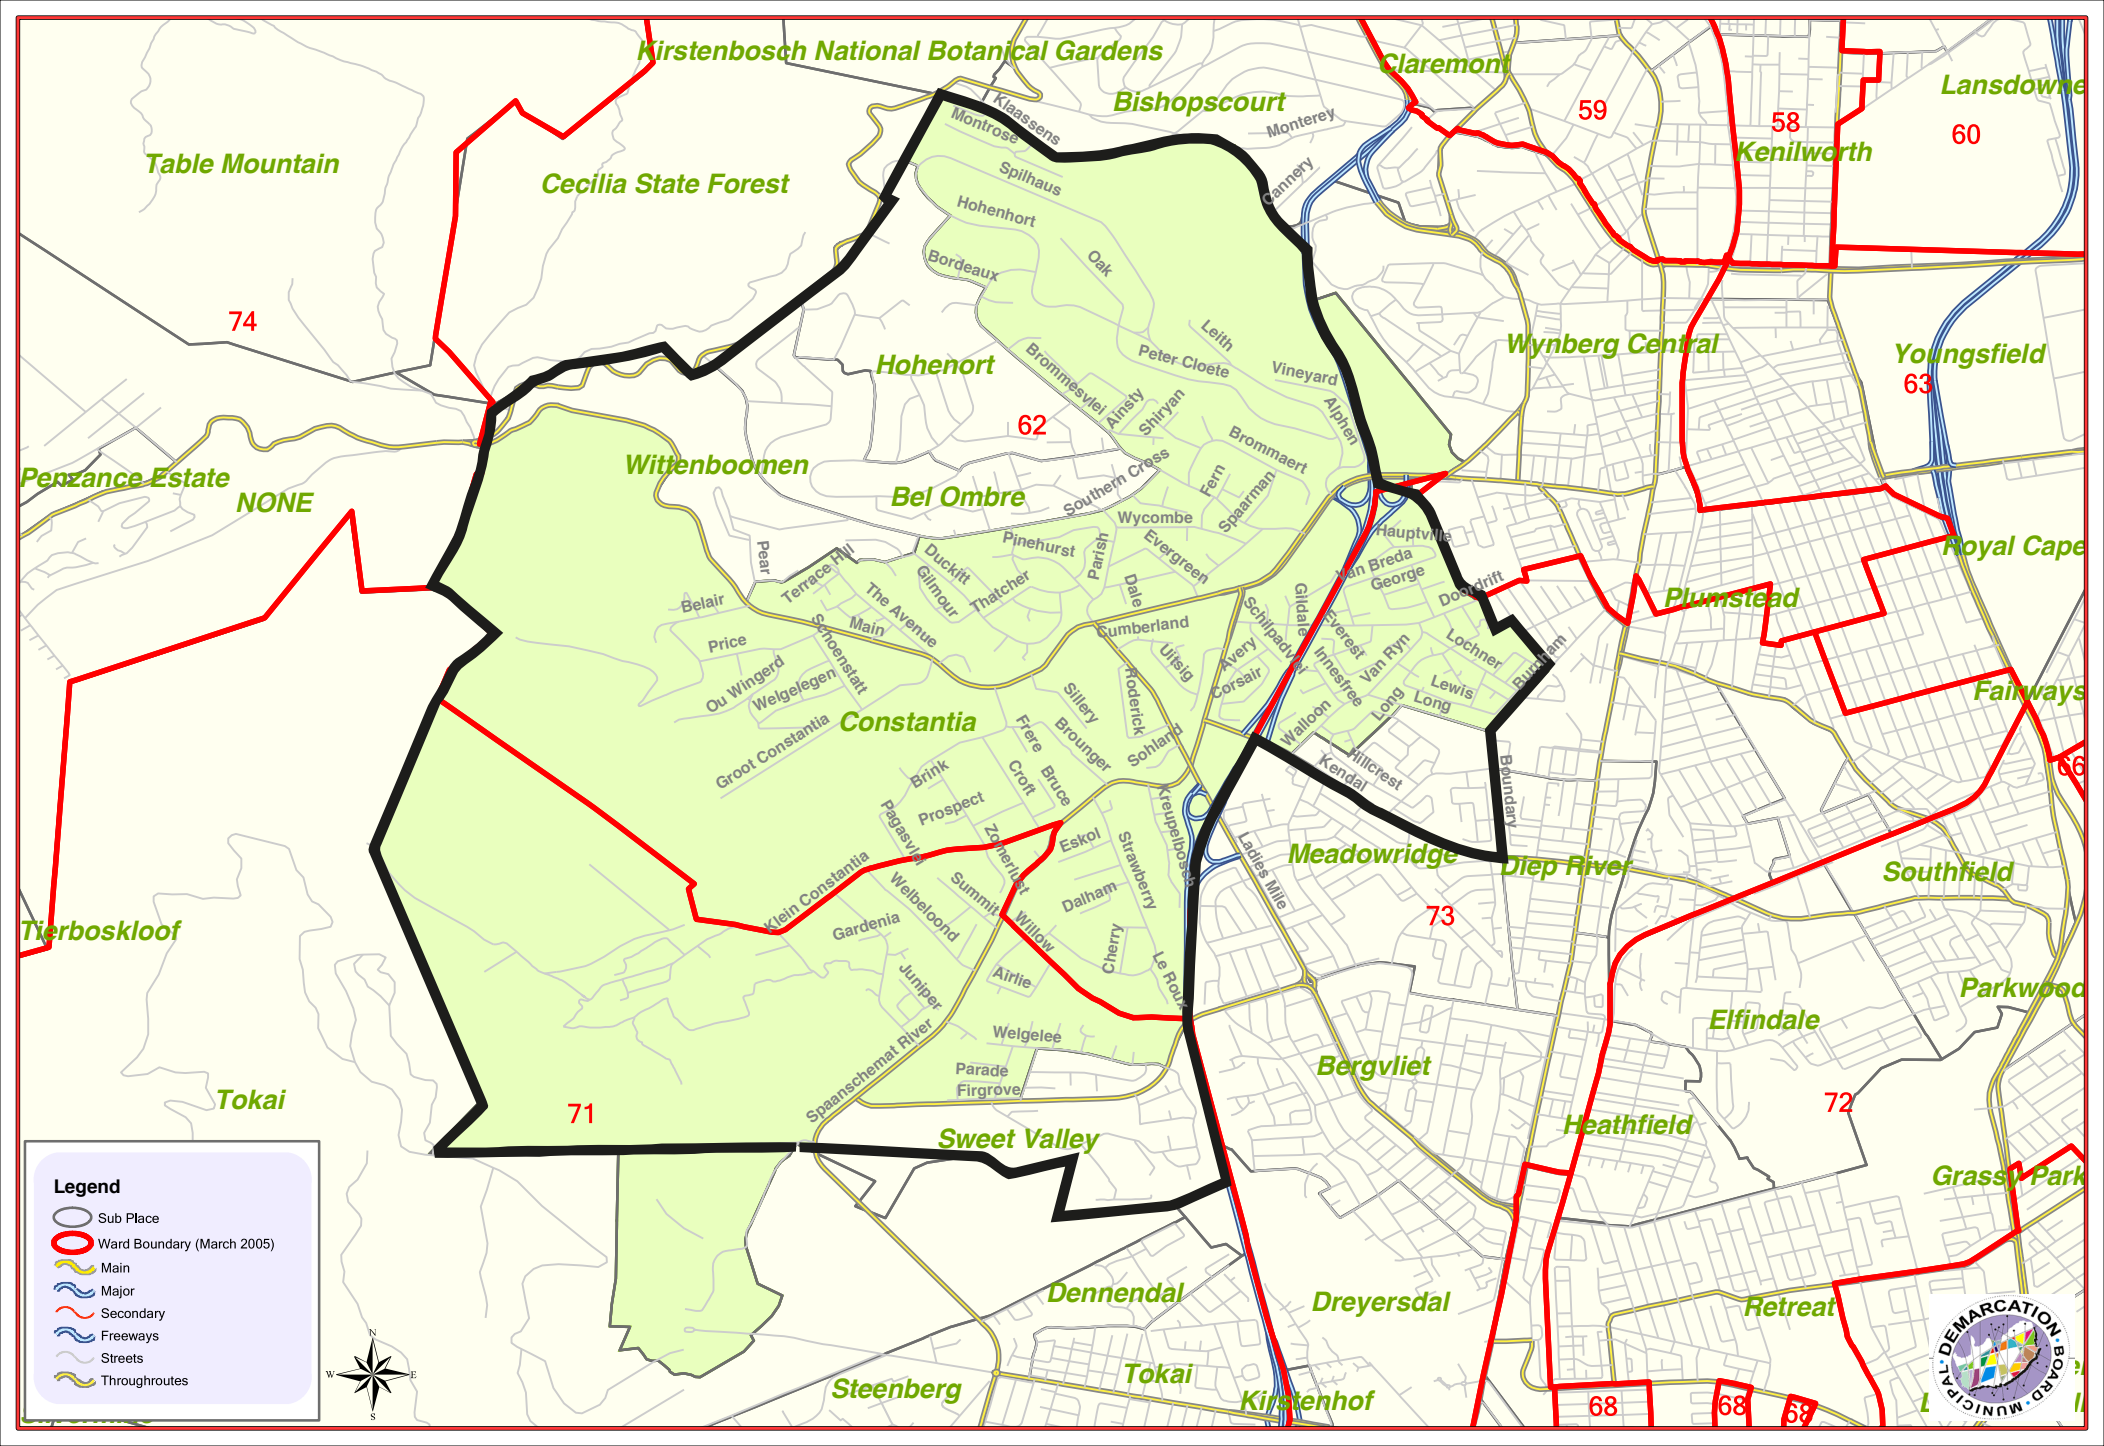 Kirstenbosch National Botanical Gardens
Claremont
Lansdowne
Bishopscourt
59
58
60
Klaassens
Montrose
Monterey
Kenilworth
Table Mountain
Cecilia State Forest
Spilhaus
Cannery
Hohenhort
Oak
Bordeaux
74
Leith
Wynberg Central
Youngsfield
Hohenort
Brommesvlei
Peter Cloete
Vineyard
63
Ainsty
Shiryan
Alphen
62
Brommaert
Wittenboomen
Penzance Estate
NONE
Bel Ombre
Southern Cross
Fern
Spaarman
Wycombe
Hauptville
Pear
Terrace Hill
Duckitt
Gilmour
Pinehurst
Parish
Evergreen
Van Breda
George
Royal Cape
Thatcher
Dale
Doordrift
Plumstead
Belair
The Avenue
Main
Schoenstatt
Cumberland
Schilpadvlei
Gildale
Everest
Price
Uitsig
Avery
Innesfree
Van Ryn
Lochner
Burnham
Ou Wingerd
Welgelegen
Corsair
Lewis
Long
Long
Fairways
Sillery
Roderick
Constantia
Groot Constantia
Frere
Brounger
Sohland
Walloon
Hillcrest
Kendal
Boundary
66
Brink
Croft
Bruce
Prospect
Pagasvlei
Zomerlust
Eskol
Strawberry
Kreupelbosch
Ladies Mile
Meadowridge
Diep River
Southfield
Klein Constantia
Welbeloond
Summit
Dalham
73
Gardenia
Willow
Cherry
Tierboskloof
Juniper
Airlie
Le Roux
Parkwood
Elfindale
Spaanschemat River
Welgelee
Bergvliet
Parade
Firgrove
Tokai
71
72
Sweet Valley
Heathfield
Grassy Park
Legend
Sub Place
Ward Boundary (March 2005)
Main
Major
Secondary
Freeways
Streets
Throughroutes
N
W
E
S
Dennendal
Dreyersdal
Retreat
Tokai
Steenberg
Kirstenhof
68
68
68
MUNICIPAL DEMARCATION BOARD